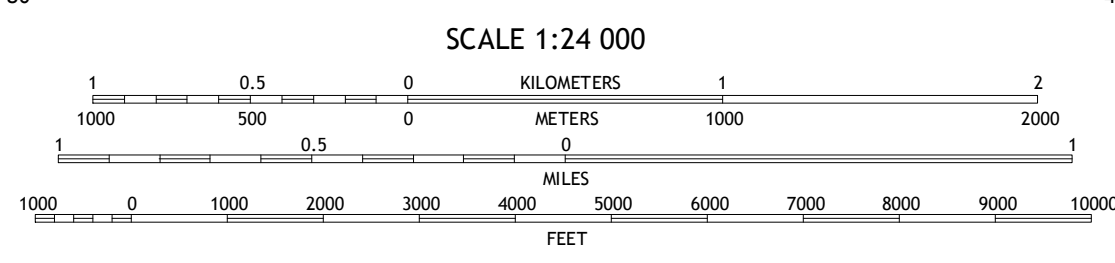 SCALE 1:24 000
1 0.5 0 KILOMETERS 1 2
1000 500 0 METERS 1000 2000
1 0.5 0 1
MILES
1000 0 1000 2000 3000 4000 5000 6000 7000 8000 9000 10000
FEET